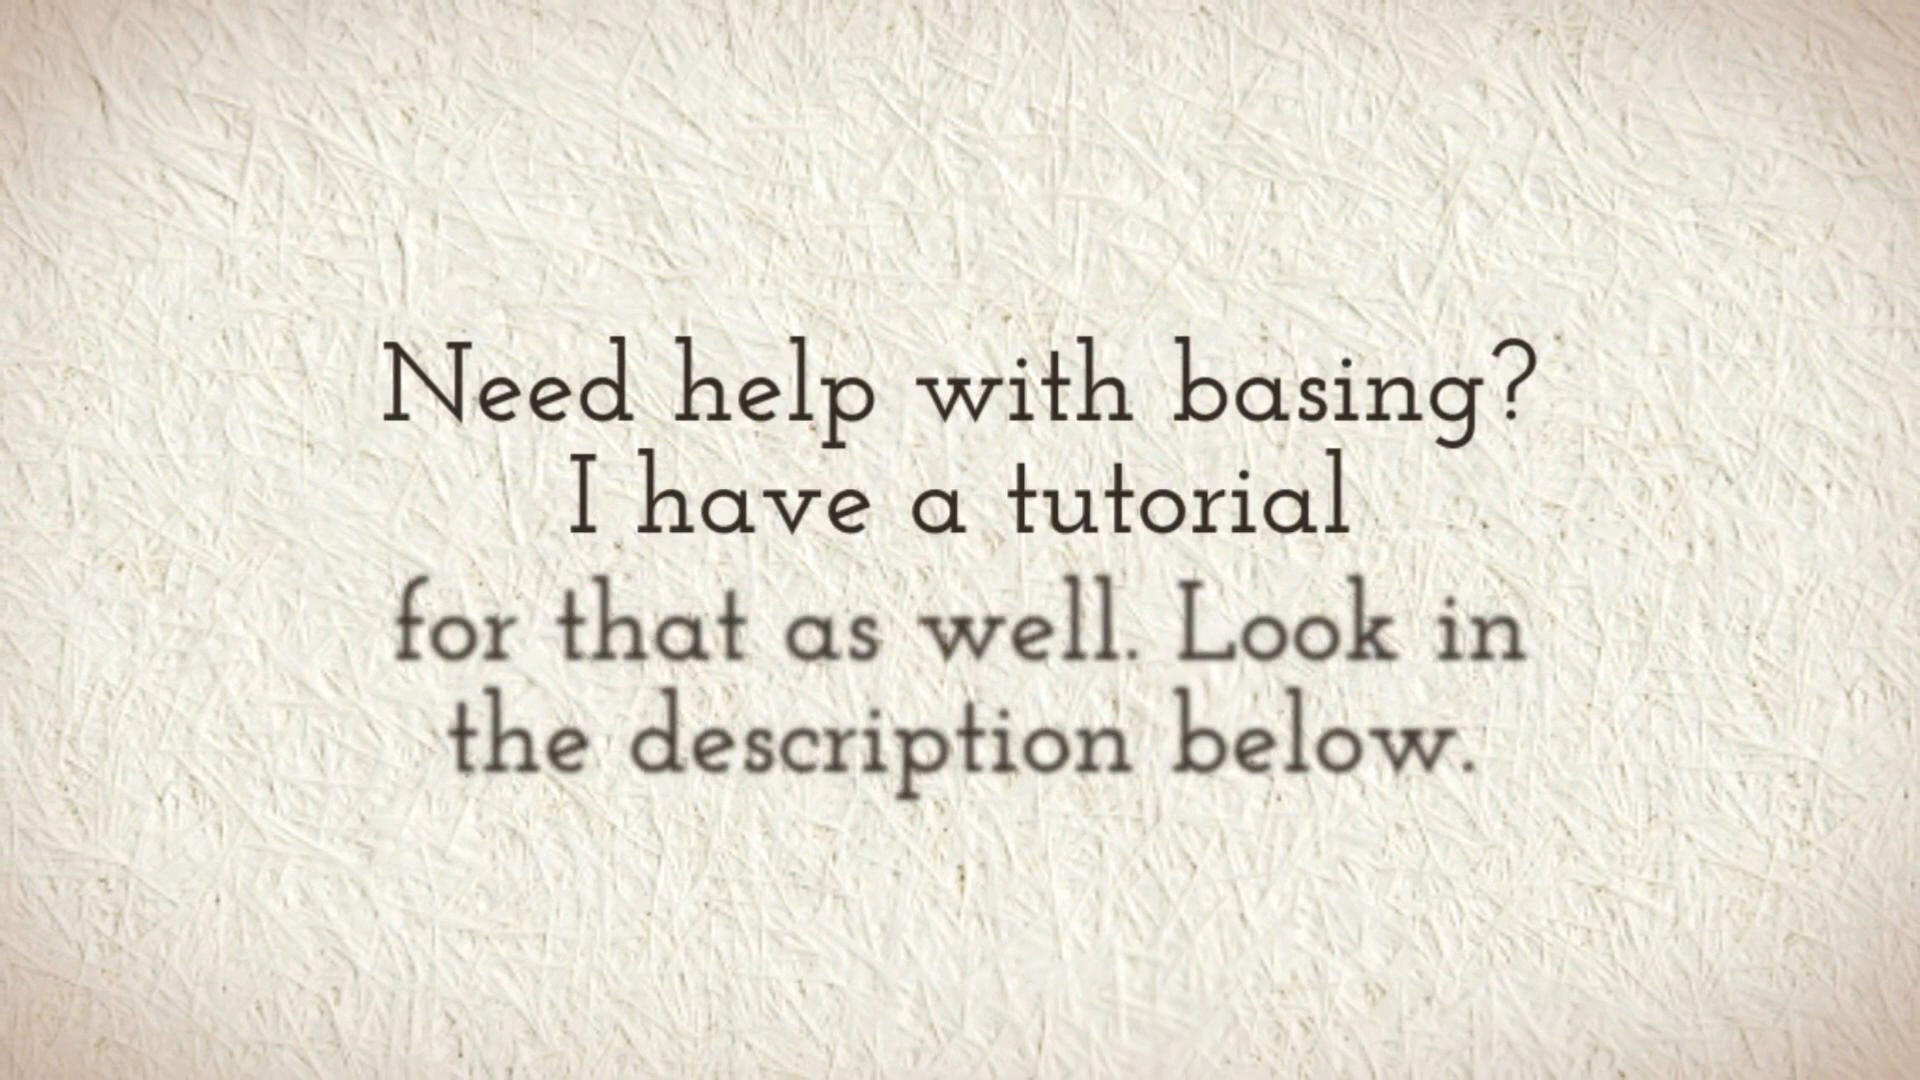 Need help with basing?
I have a tutorial
for that as well. Look in
the description below.